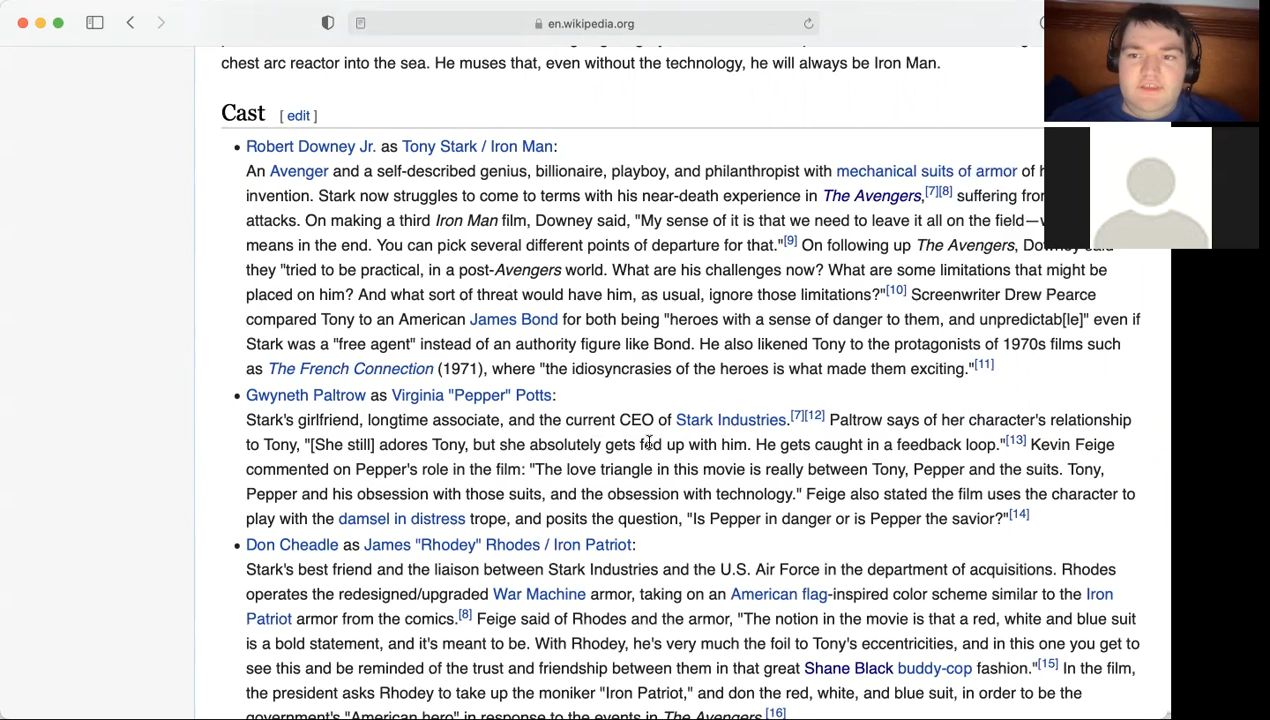 en.wikipedia.org
chest arc reactor into the sea. He muses that, even without the technology, he will always be Iron Man.
Cast [ edit ]
• Robert Downey Jr. as Tony Stark / Iron Man:
An Avenger and a self-described genius, billionaire, playboy, and philanthropist with mechanical suits of armor of
invention. Stark now struggles to come to terms with his near-death experience in The Avengers,[7][8] suffering
attacks. On making a third Iron Man film, Downey said, "My sense of it is that we need to leave it all on the field—
means in the end. You can pick several different points of departure for that."[9] On following up The Avengers,
they "tried to be practical, in a post-Avengers world. What are his challenges now? What are some limitations that might be
placed on him? And what sort of threat would have him, as usual, ignore those limitations?"[10] Screenwriter Drew Pearce
compared Tony to an American James Bond for both being "heroes with a sense of danger to them, and unpredictab[le]" even if
Stark was a "free agent" instead of an authority figure like Bond. He also likened Tony to the protagonists of 1970s films such
as The French Connection (1971), where "the idiosyncrasies of the heroes is what made them exciting."[11]
• Gwyneth Paltrow as Virginia "Pepper" Potts:
Stark's girlfriend, longtime associate, and the current CEO of Stark Industries.[7][12] Paltrow says of her character's relationship
to Tony, "[She still] adores Tony, but she absolutely gets fed up with him. He gets caught in a feedback loop."[13] Kevin Feige
commented on Pepper's role in the film: "The love triangle in this movie is really between Tony, Pepper and the suits. Tony,
Pepper and his obsession with those suits, and the obsession with technology." Feige also stated the film uses the character to
play with the damsel in distress trope, and posits the question, "Is Pepper in danger or is Pepper the savior?"[14]
• Don Cheadle as James "Rhodey" Rhodes / Iron Patriot:
Stark's best friend and the liaison between Stark Industries and the U.S. Air Force in the department of acquisitions. Rhodes
operates the redesigned/upgraded War Machine armor, taking on an American flag-inspired color scheme similar to the Iron
Patriot armor from the comics.[8] Feige said of Rhodes and the armor, "The notion in the movie is that a red, white and blue suit
is a bold statement, and it's meant to be. With Rhodey, he's very much the foil to Tony's eccentricities, and in this one you get to
see this and be reminded of the trust and friendship between them in that great Shane Black buddy-cop fashion."[15] In the film,
the president asks Rhodey to take up the moniker "Iron Patriot," and don the red, white, and blue suit, in order to be the
government's "American hero" in response to the events in The Avengers.[16]